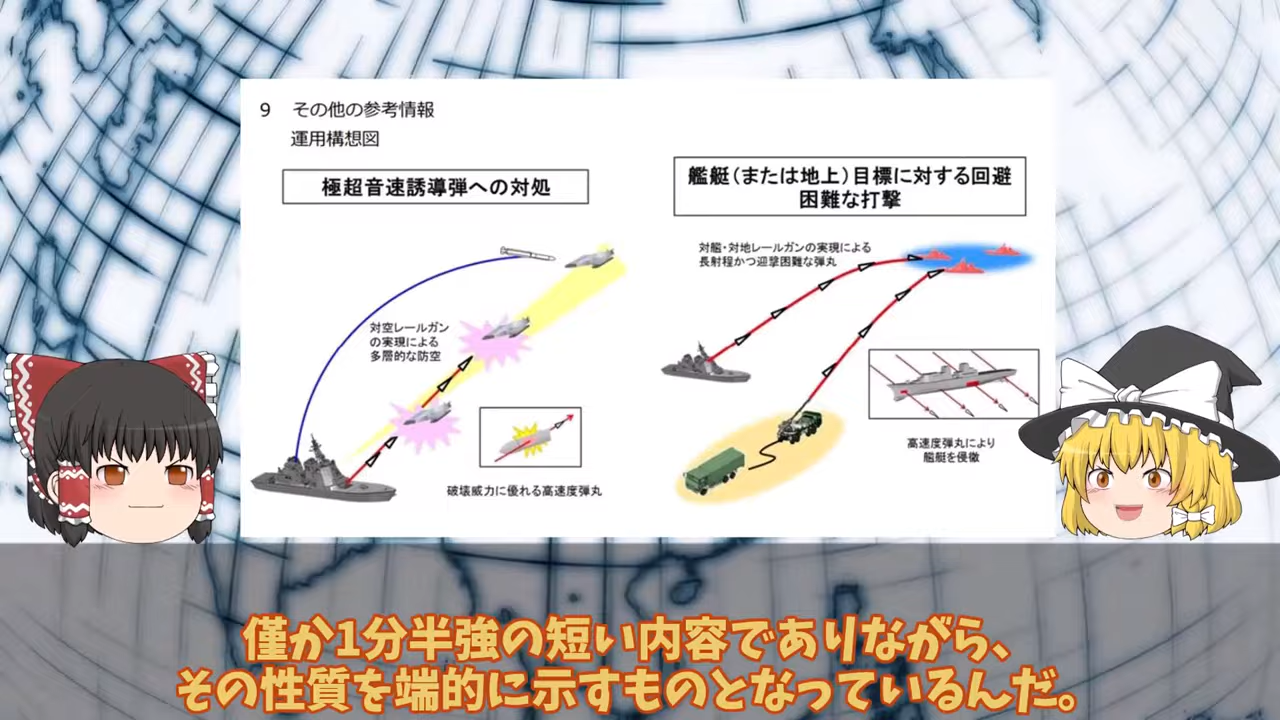 9 その他の参考情報
運用構想図
極超音速誘導弾への対処
対空レールガン
の実現による
多層的な防空
破壊威力に優れる高速度弾丸
艦艇(または地上)目標に対する回避
困難な打撃
対艦・対地レールガンの実現による
長射程かつ迎撃困難な弾丸
高速度弾丸により
艦艇を侵徹
僅か1分半強の短い内容でありながら、
その性質を端的に示すものとなっているんだ。